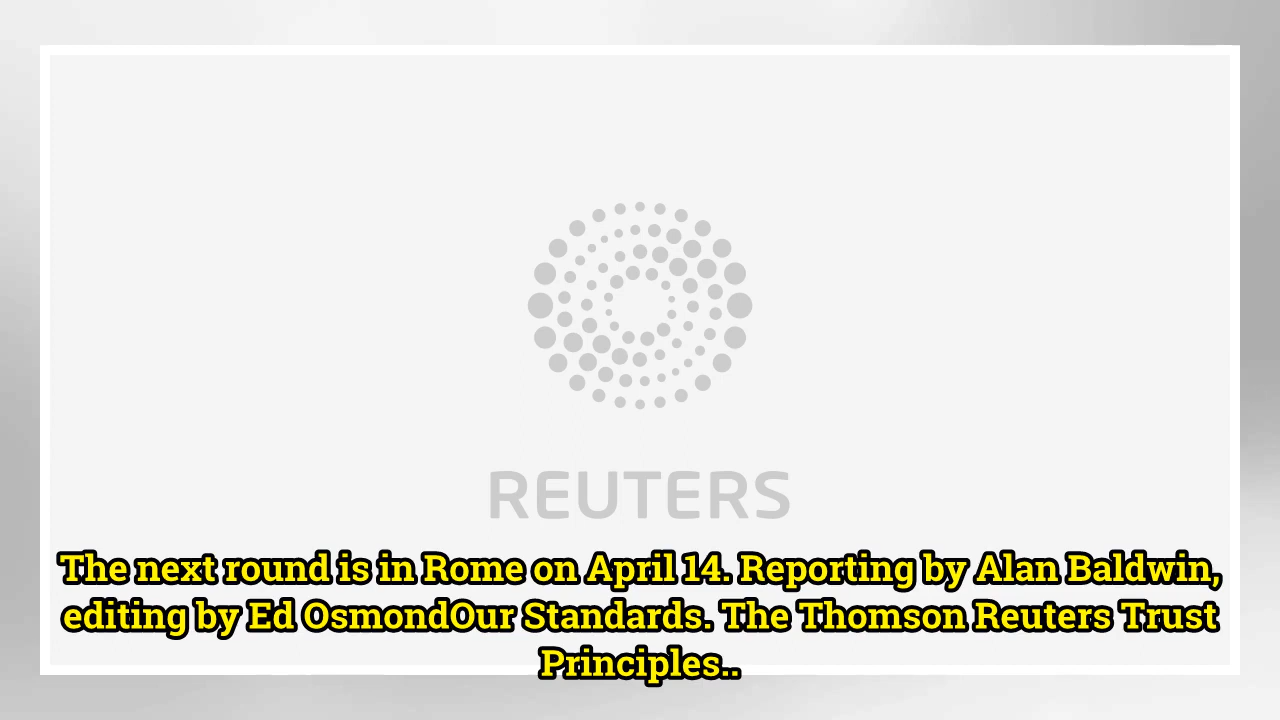 REUTERS
The next round is in Rome on April 14. Reporting by Alan Baldwin,
editing by Ed OsmondOur Standards. The Thomson Reuters Trust
Principles..